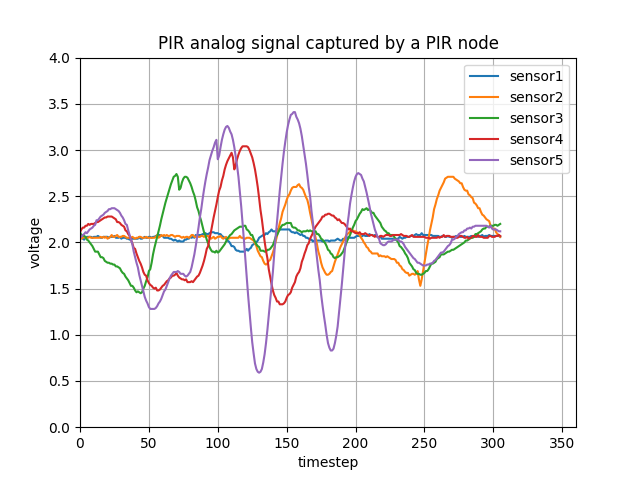 PIR analog signal captured by a PIR node
4.0
3.5
3.0
2.5
2.0
1.5
1.0
0.5
0.0
voltage
sensor1
sensor2
sensor3
sensor4
sensor5
0 50 100 150 200 250 300 350
timestep